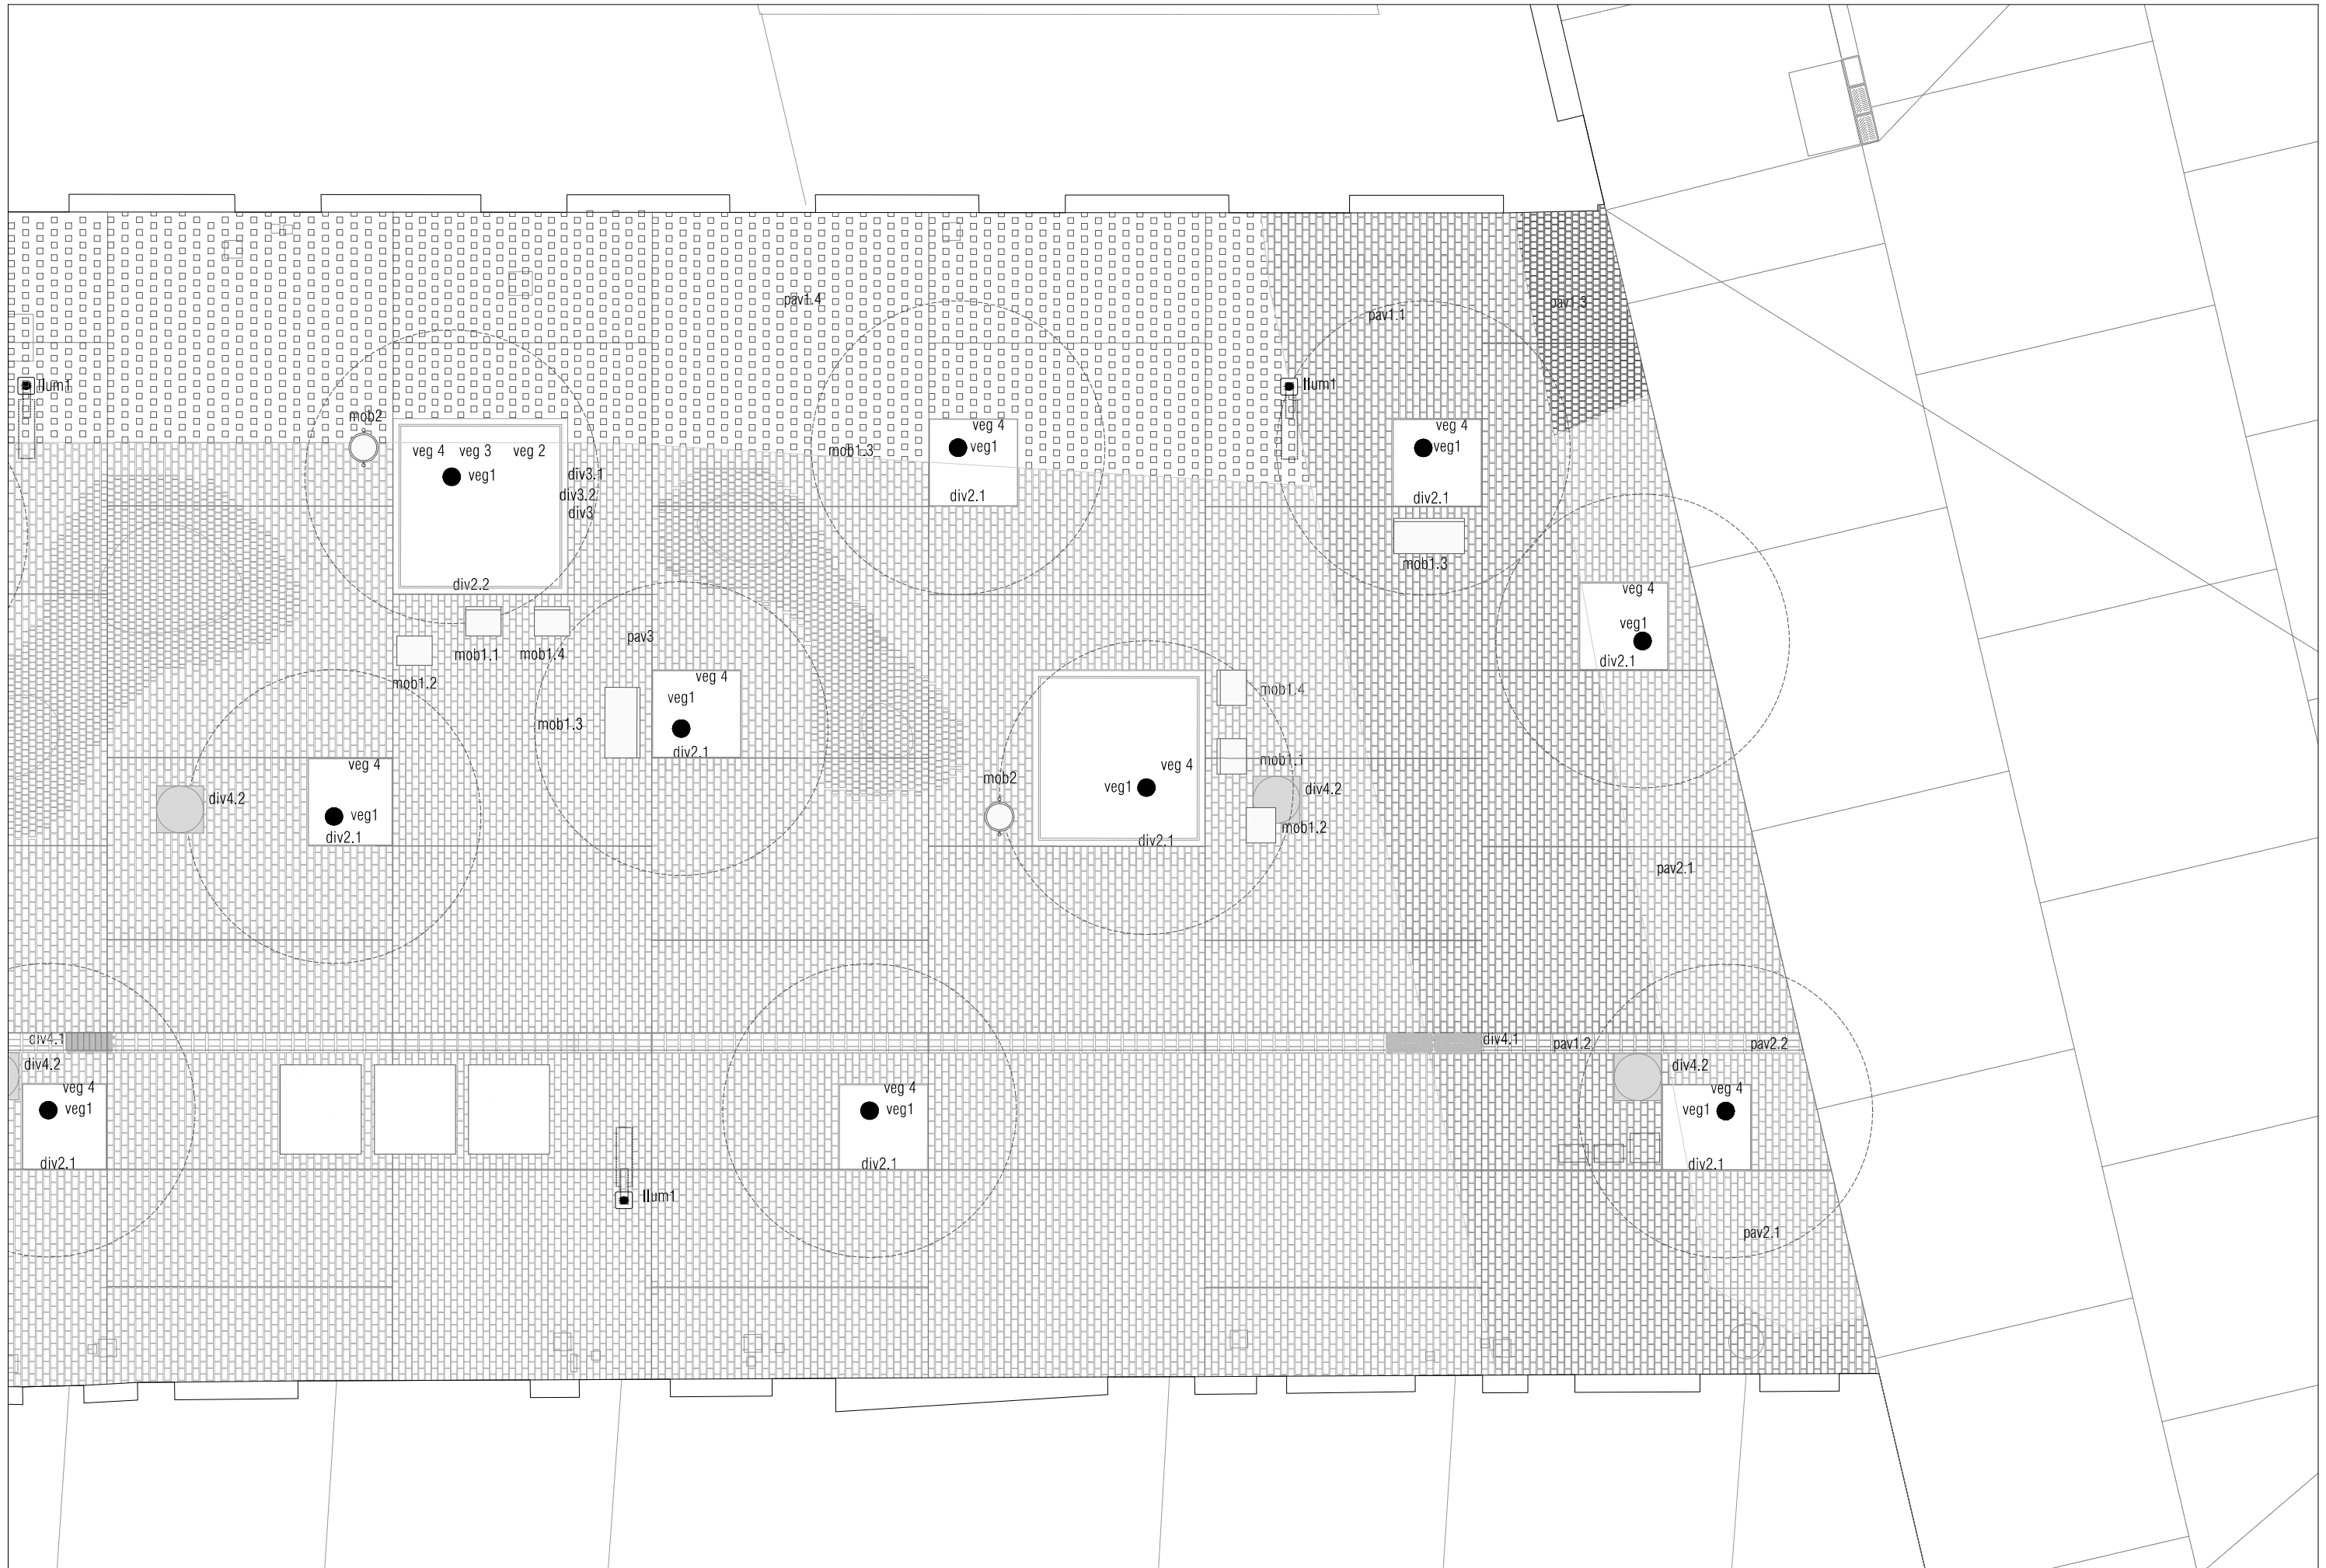 pav1.4
pav1.3
pav1.1
Ilum1
Ilum1
mob2
veg 4
veg 4
veg 4 veg 3 veg 2
mob1.3
veg1
veg1
veg1
div3.1
div3.2
div2.1
div2.1
div3
mob1.3
div2.2
veg 4
veg1
pav3
mob1.1
mob1.4
div2.1
mob1.2
veg 4
mob1.4
veg1
mob1.3
div2.1
mob1.1
veg 4
veg 4
mob2
veg1
div4.2
div4.2
veg1
mob1.2
div2.1
div2.1
pav2.1
div4.1
div4.1
pav1.2
pav2.2
div4.2
div4.2
veg 4
veg 4
veg 4
veg1
veg1
veg1
div2.1
div2.1
div2.1
Ilum1
pav2.1